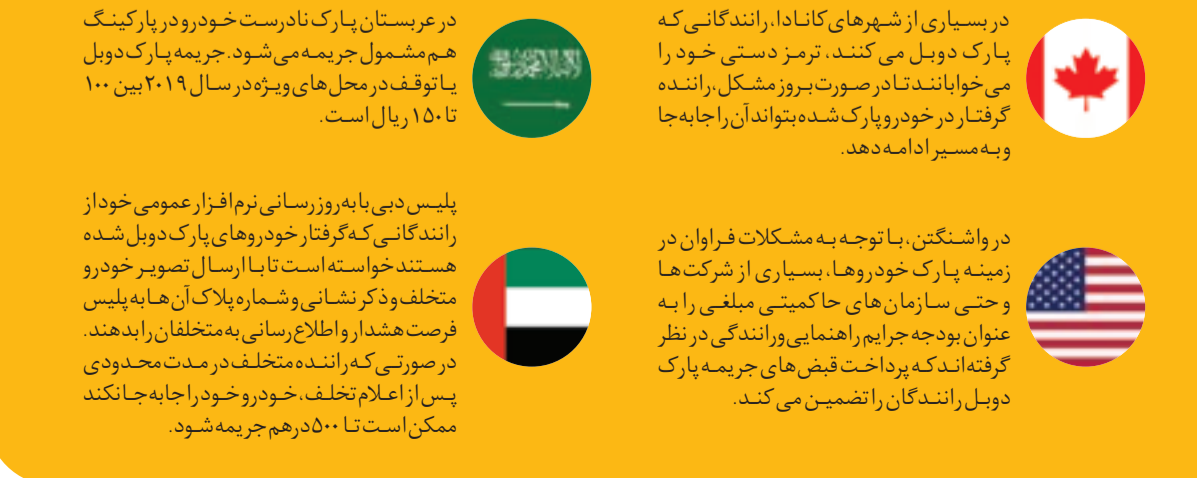 در بسیاری از شهرهای کانادا، رانندگانی که
پارک دوبل می کنند، ترمز دستی خود را
می‌خوابانند تا در صورت بروز مشکل، راننده
گرفتار در خودرو پارک شده بتواند آن را جابه‌جا
و به مسیر ادامه دهد.
در واشنگتن، با توجه به مشکلات فراوان در
زمینه پارک خودروها، بسیاری از شرکت‌ها
و حتی سازمان‌های حاکمیتی مبلغی را به
عنوان بودجه جرایم راهنمایی و رانندگی در نظر
گرفته‌اند که پرداخت قبض‌های جریمه پارک
دوبل رانندگان را تضمین می کند.
در عربستان پارک نادرست خودرو در پارکینگ
هم مشمول جریمه می‌شود. جریمه پارک دوبل
یا توقف در محل های ویژه در سال ۲۰۱۹ بین ۱۰۰
تا ۱۵۰ ریال است.
پلیس دبی با به روز رسانی نرم افزار عمومی خود از
رانندگانی که گرفتار خودروهای پارک دوبل شده
هستند خواسته است تا با ارسال تصویر خودرو
متخلف و ذکر نشانی و شماره پلاک آن ها به پلیس
فرصت هشدار و اطلاع رسانی به متخلفان را بدهند.
در صورتی که راننده متخلف در مدت محدودی
پس از اعلام تخلف، خودرو خود را جابه جا نکند
ممکن است تا ۵۰۰ درهم جریمه شود.